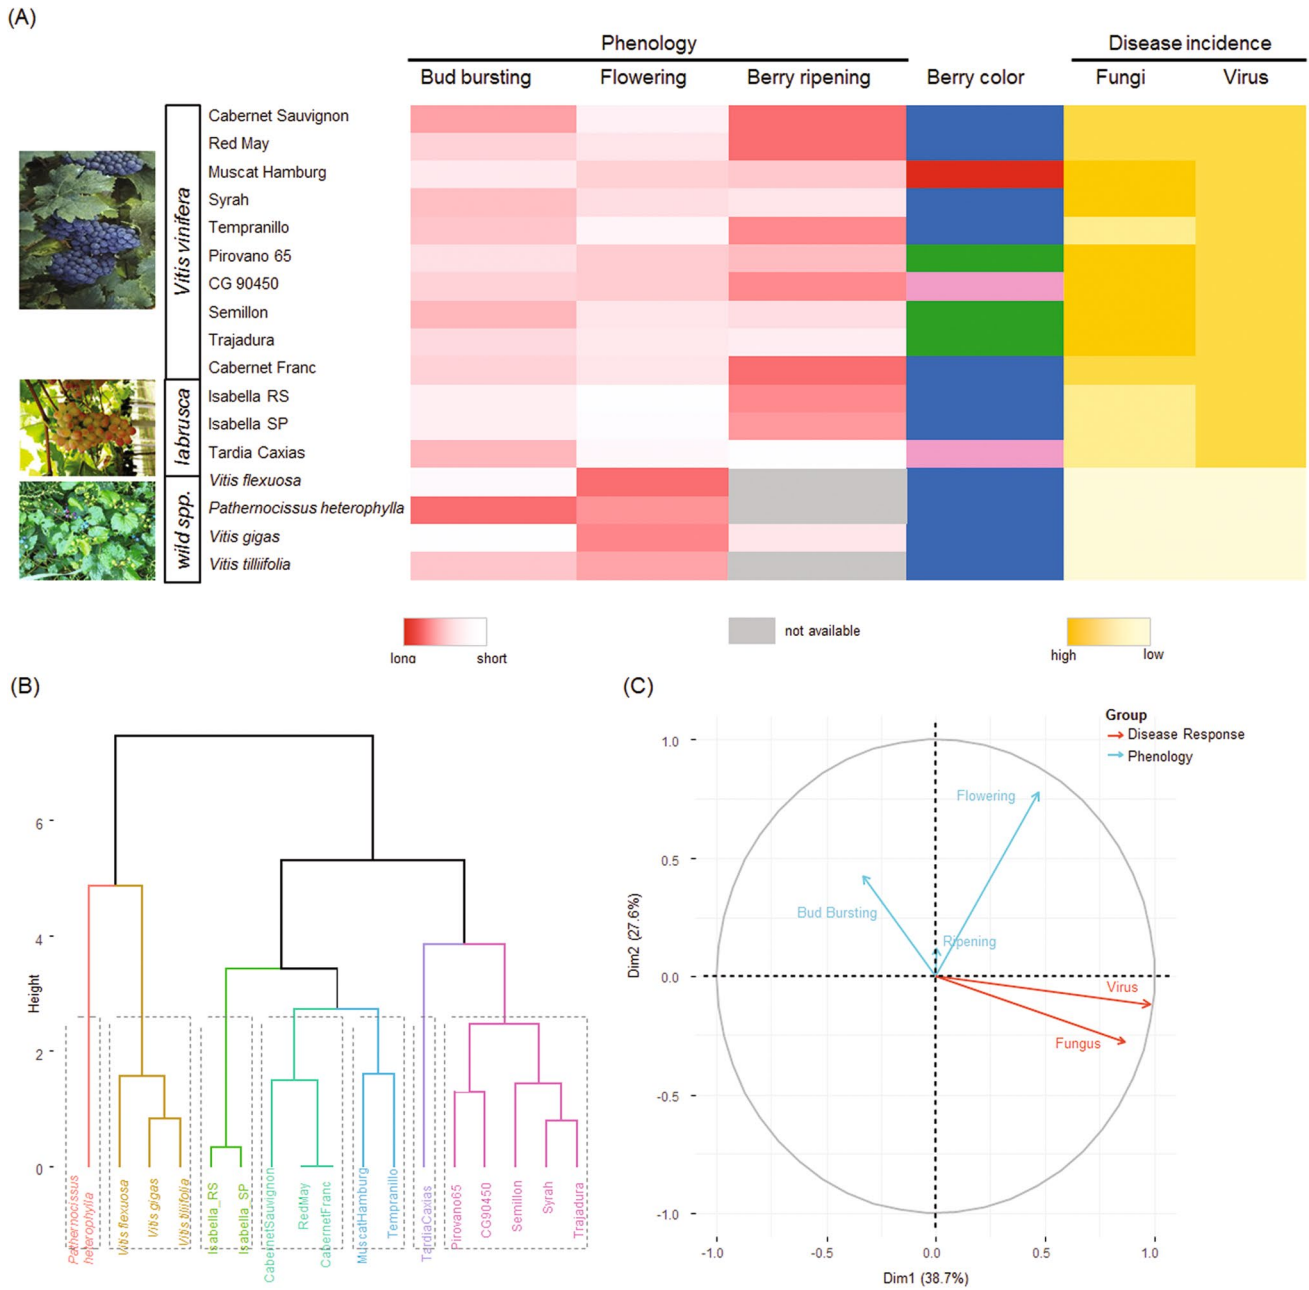 (A)
Phenology
Disease incidence
Bud bursting
Flowering
Berry ripening
Berry color
Fungi
Virus
Vitis vinifera
Cabernet Sauvignon
Red May
Muscat Hamburg
Syrah
Tempranillo
Pirovano 65
CG 90450
Semillon
Trajadura
Cabernet Franc
labrusca
Isabella RS
Isabella SP
Tardia Caxias
wild spp.
Vitis flexuosa
Pathernocissus heterophylla
Vitis gigas
Vitis tilliifolia
long
short
not available
high
low
(B)
Height
6
4
2
0
Pathernocissus
heterophylla
Vitis flexuosa
Vitis gigas
Vitis tiliifolia
Isabella_RS
Isabella_SP
CabernetSauvignon
RedMay
CabernetFranc
MuscatHamburg
Tempranillo
TardiaCaxias
Pirovano65
CG90450
Semillon
Syrah
Trajadura
(C)
Group
Disease Response
Phenology
Dim2 (27.6%)
1.0
0.5
0.0
-0.5
-1.0
Flowering
Bud Bursting
Ripening
Virus
Fungus
-1.0
-0.5
0.0
0.5
1.0
Dim1 (38.7%)